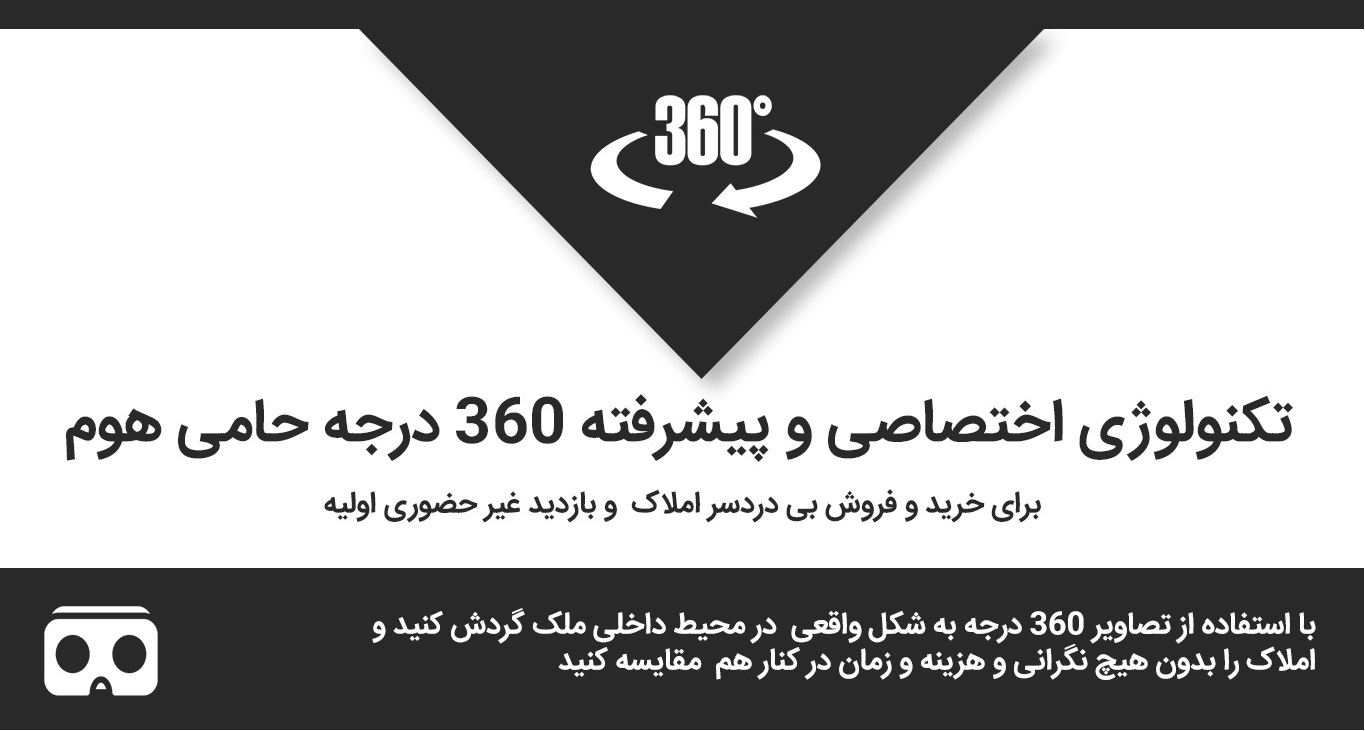 360°
تکنولوژی اختصاصی و پیشرفته 360 درجه حامی هوم
برای خرید و فروش بی دردسر املاک و بازدید غیر حضوری اولیه
با استفاده از تصاویر 360 درجه به شکل واقعی در محیط داخلی ملک گردش کنید و
املاک را بدون هیچ نگرانی و هزینه و زمان در کنار هم مقایسه کنید